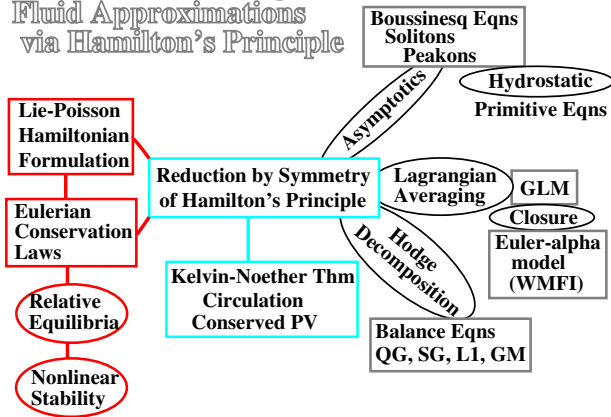 Fluid Approximations
via Hamilton's Principle
Boussinesq Eqns
Solitons
Peakons
Hydrostatic
Primitive Eqns
Asymptotics
Lie-Poisson
Hamiltonian
Formulation
Reduction by Symmetry
of Hamilton's Principle
Lagrangian
Averaging
GLM
Closure
Euler-alpha
model
(WMFI)
Eulerian
Conservation
Laws
Hodge
Decomposition
Kelvin-Noether Thm
Circulation
Conserved PV
Relative
Equilibria
Balance Eqns
QG, SG, L1, GM
Nonlinear
Stability